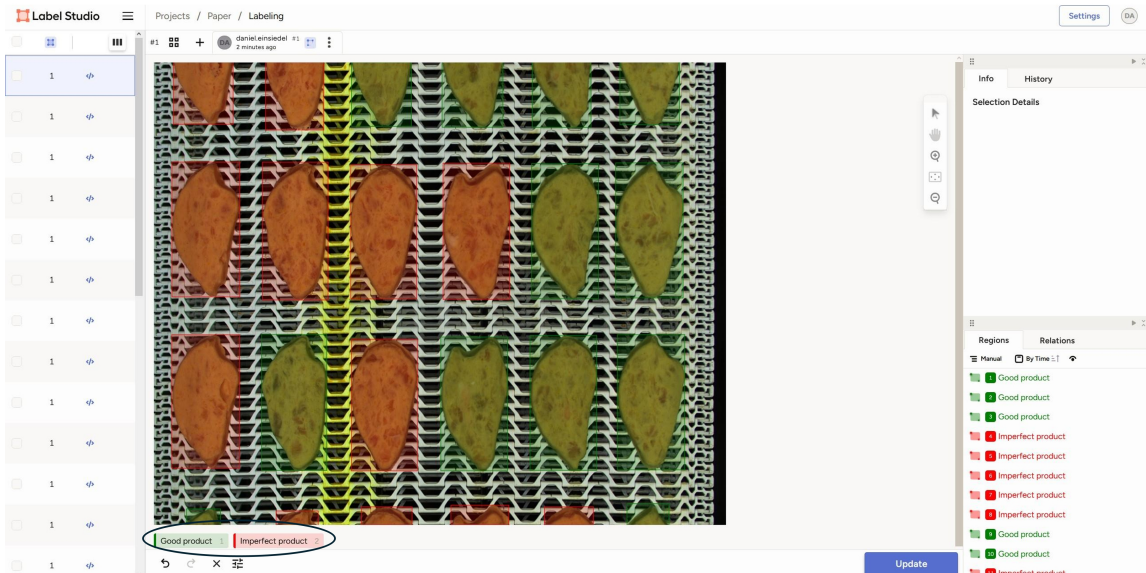 Label Studio
Projects / Paper / Labeling
Settings
DA
#1
DA
daniel.einsiedel #1
2 minutes ago
1 </>
1 </>
1 </>
1 </>
1 </>
1 </>
1 </>
1 </>
1 </>
1 </>
1 </>
1 </>
1 </>
Info
History
Selection Details
Regions
Relations
Manual
By Time
1 Good product
2 Good product
3 Good product
4 Imperfect product
5 Imperfect product
6 Imperfect product
7 Imperfect product
8 Imperfect product
9 Good product
10 Good product
Imperfect product
Good product 1
Imperfect product 2
Update